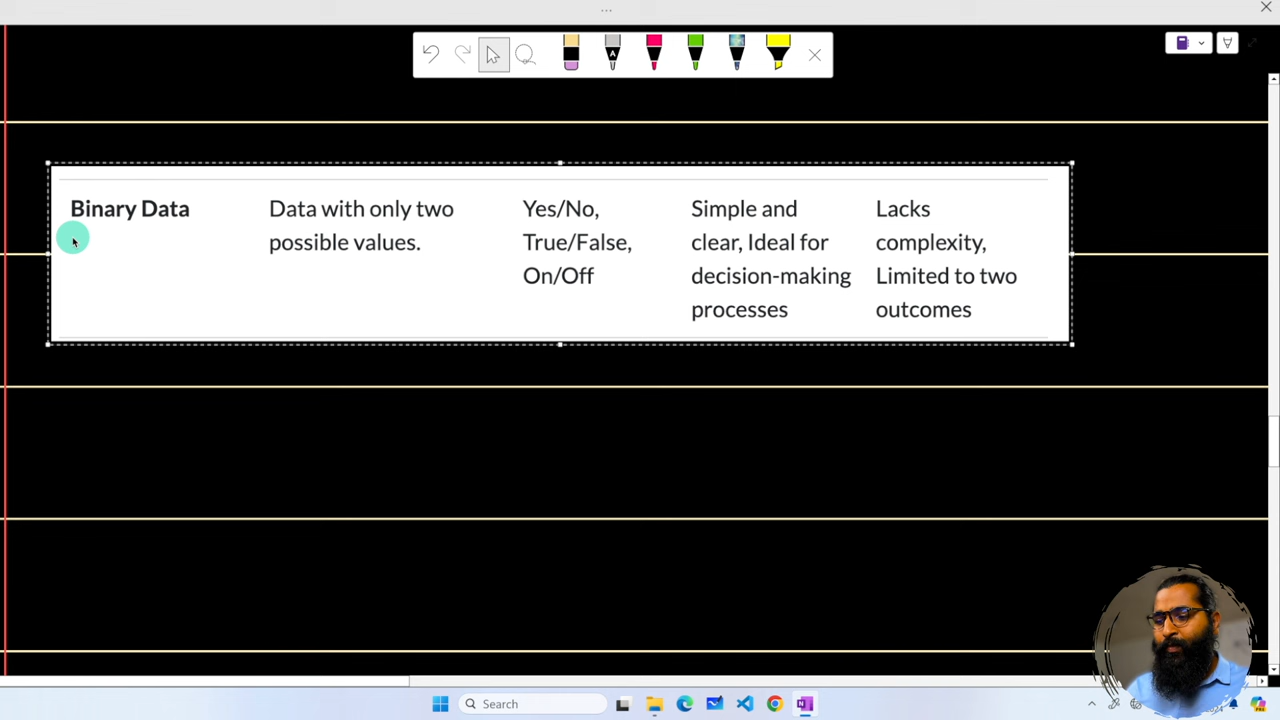 ...
A
Binary Data
Data with only two
possible values.
Yes/No,
True/False,
On/Off
Simple and
clear, Ideal for
decision-making
processes
Lacks
complexity,
Limited to two
outcomes
Search